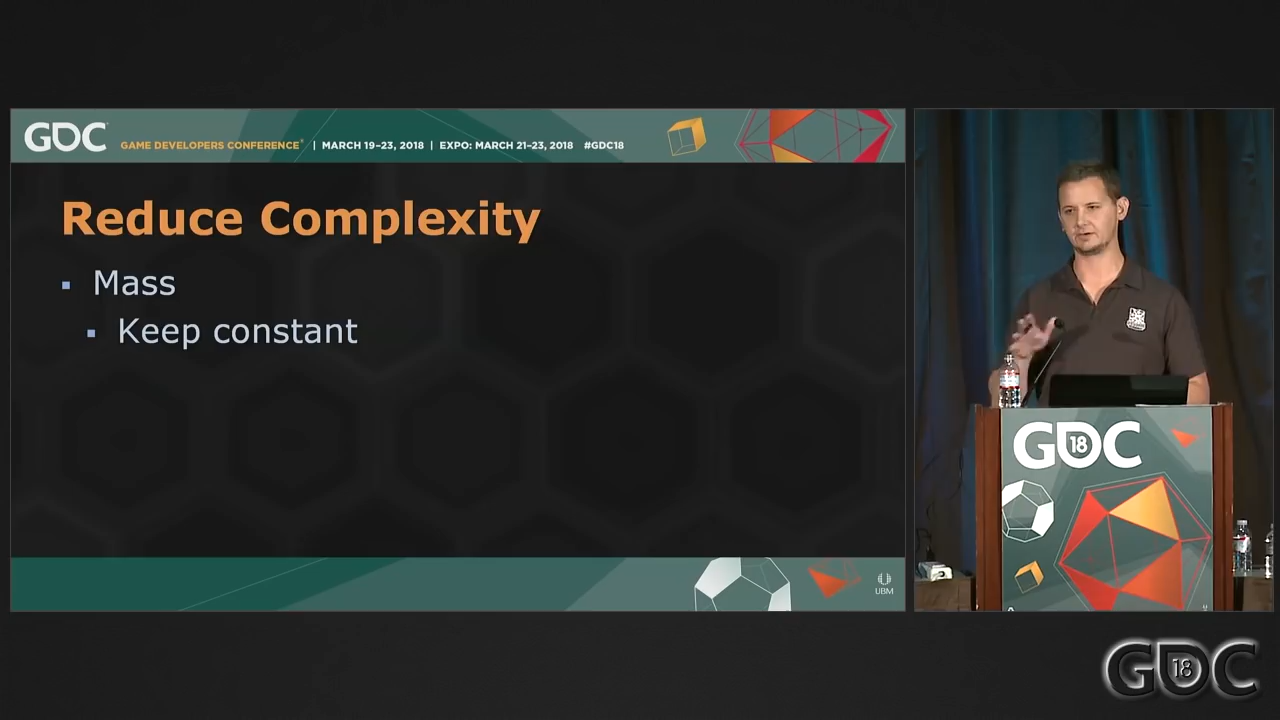 GDC
GAME DEVELOPERS CONFERENCE® | MARCH 19–23, 2018 | EXPO: MARCH 21–23, 2018 #GDC18
Reduce Complexity
▪ Mass
▪ Keep constant
UBM
GDC
18
GDC
18